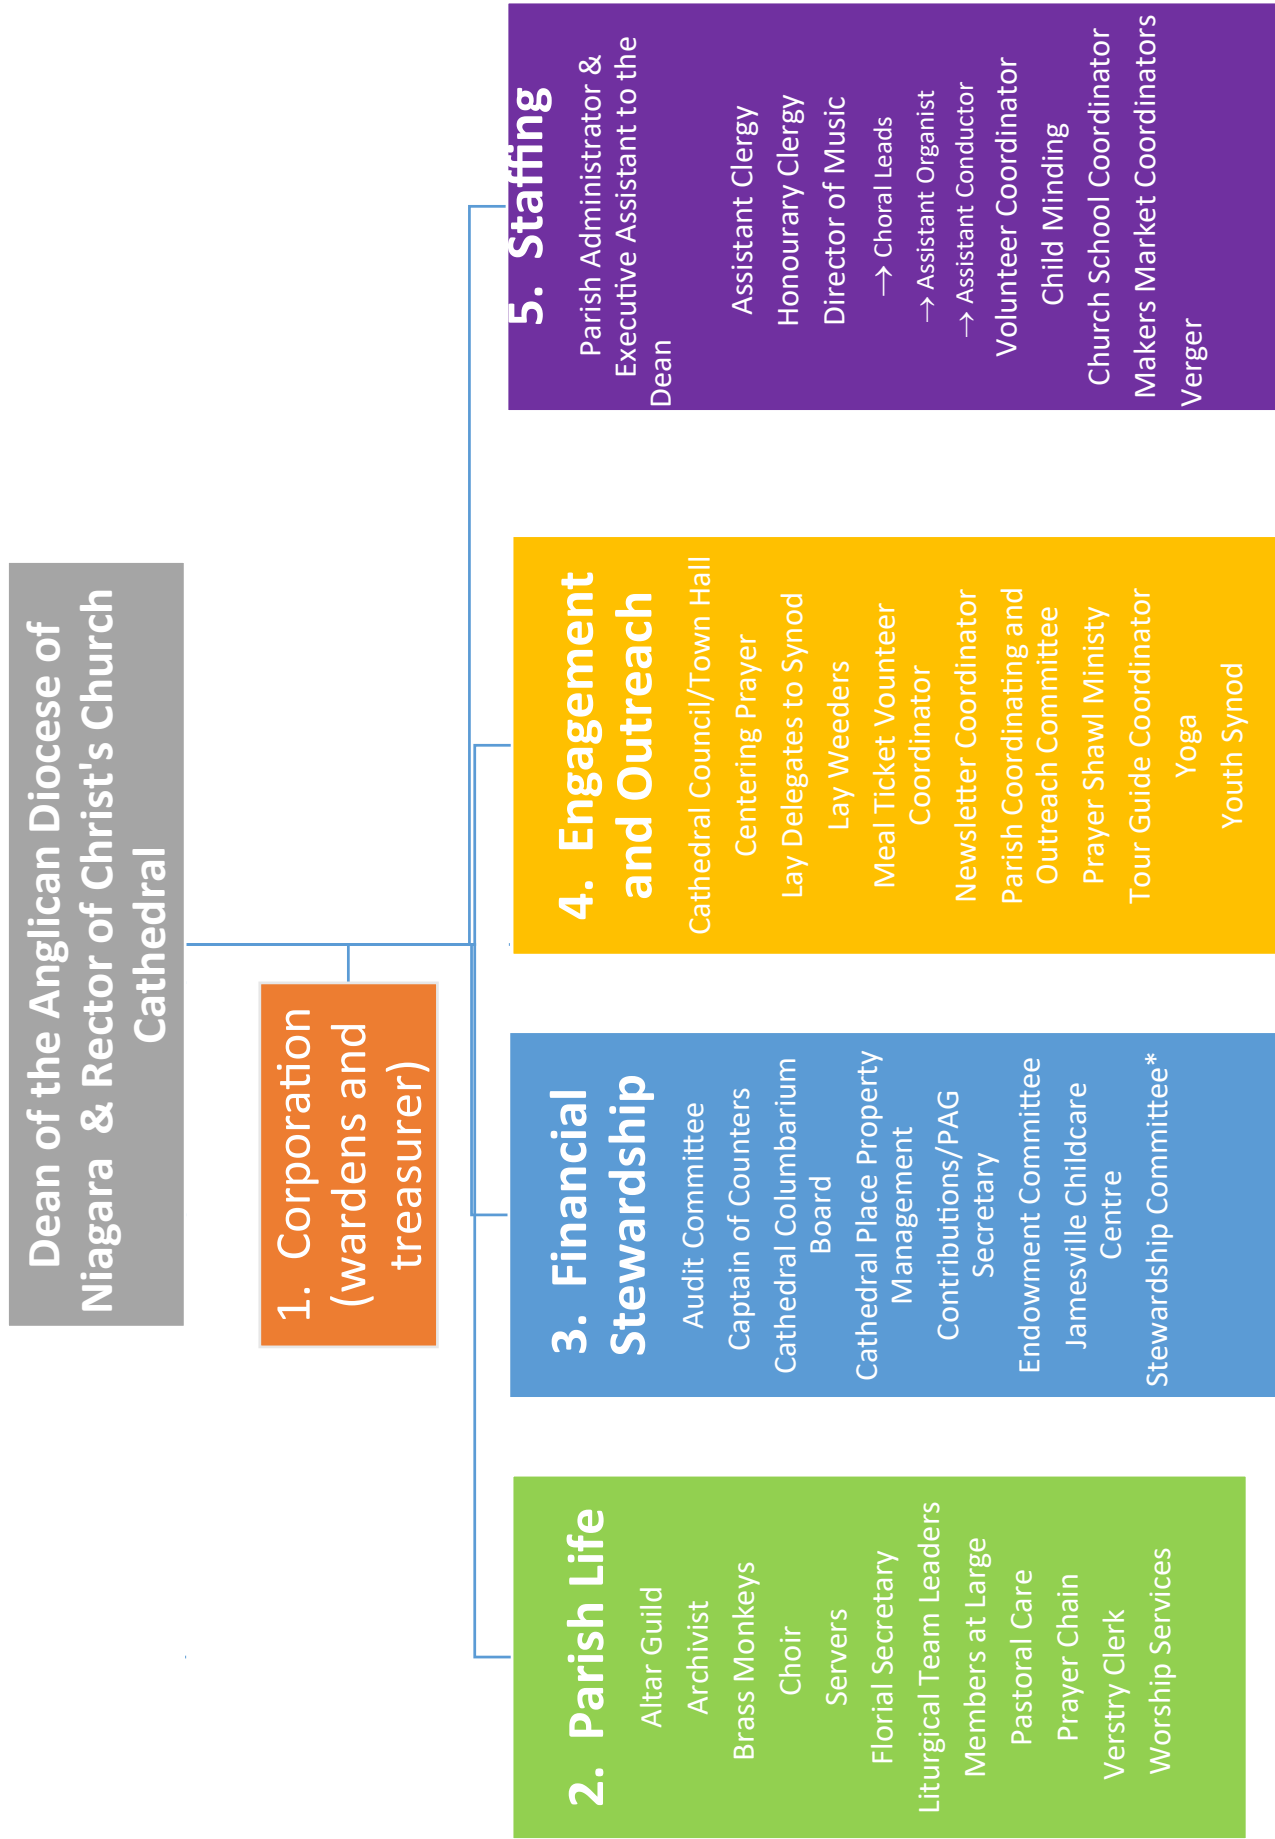 Dean of the Anglican Diocese of
Niagara & Rector of Christ's Church
Cathedral
1. Corporation
(wardens and
treasurer)
2. Parish Life
Altar Guild
Archivist
Brass Monkeys
Choir
Servers
Florial Secretary
Liturgical Team Leaders
Members at Large
Pastoral Care
Prayer Chain
Verstry Clerk
Worship Services
3. Financial
Stewardship
Audit Committee
Captain of Counters
Cathedral Columbarium
Board
Cathedral Place Property
Management
Contributions/PAG
Secretary
Endowment Committee
Jamesville Childcare
Centre
Stewardship Committee*
4. Engagement
and Outreach
Cathedral Council/Town Hall
Centering Prayer
Lay Delegates to Synod
Lay Weeders
Meal Ticket Volunteer
Coordinator
Newsletter Coordinator
Parish Coordinating and
Outreach Committee
Prayer Shawl Ministy
Tour Guide Coordinator
Yoga
Youth Synod
5. Staffing
Parish Administrator &
Executive Assistant to the
Dean
Assistant Clergy
Honourary Clergy
Director of Music
→ Choral Leads
→ Assistant Organist
→ Assistant Conductor
Volunteer Coordinator
Child Minding
Church School Coordinator
Makers Market Coordinators
Verger